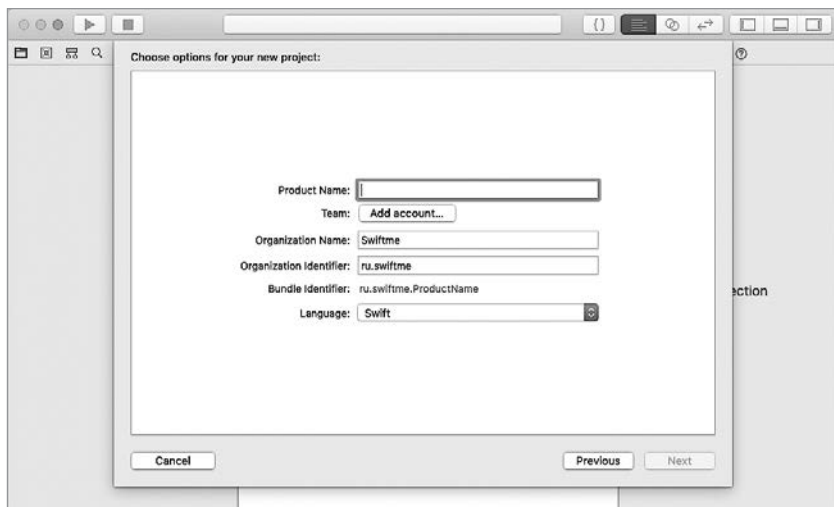 Choose options for your new project:
Product Name:
Team: Add account...
Organization Name: Swiftme
Organization Identifier: ru.swiftme
Bundle Identifier: ru.swiftme.ProductName
ection
Language: Swift
Cancel Previous Next